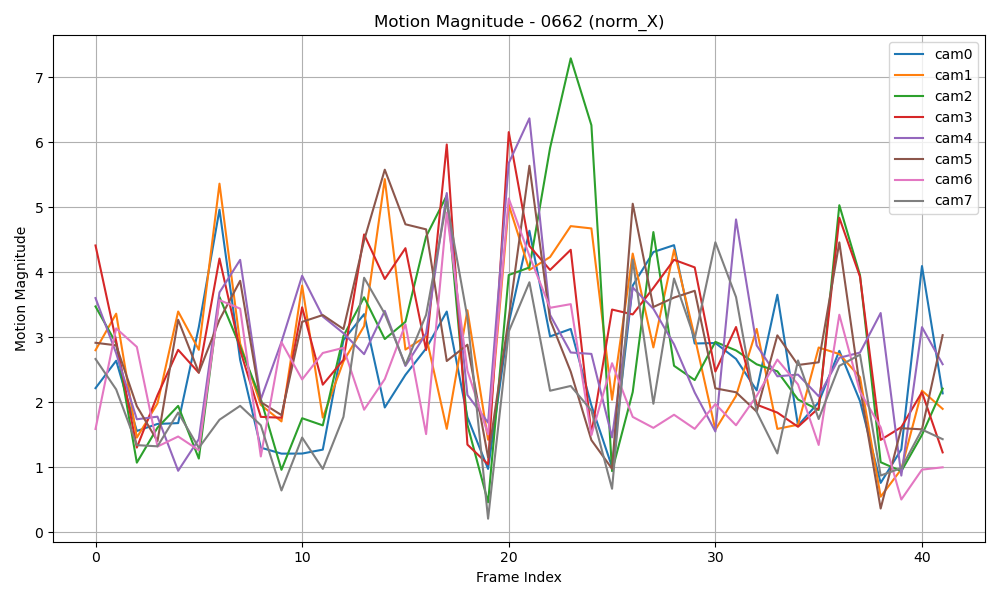 Motion Magnitude - 0662 (norm_X)
Motion Magnitude
7
6
5
4
3
2
1
0
0
10
20
30
40
Frame Index
cam0
cam1
cam2
cam3
cam4
cam5
cam6
cam7